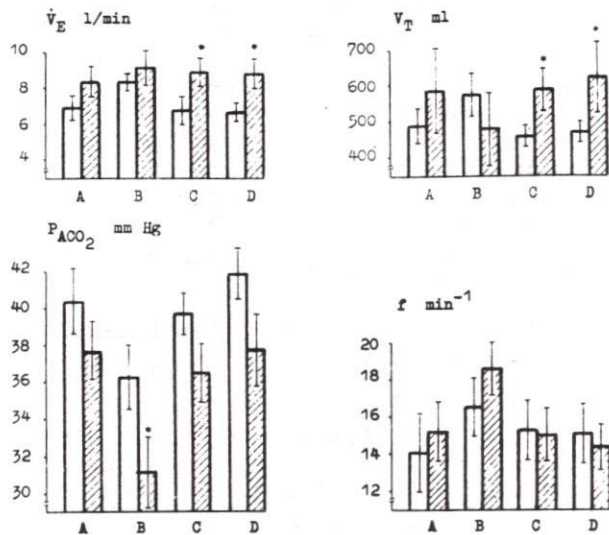 V̇E l/min
10
8
6
4
A B C D
VT ml
700
600
500
400
A B C D
PACO2 mm Hg
42
40
38
36
34
32
30
A B C D
f min⁻¹
20
18
16
14
12
A B C D